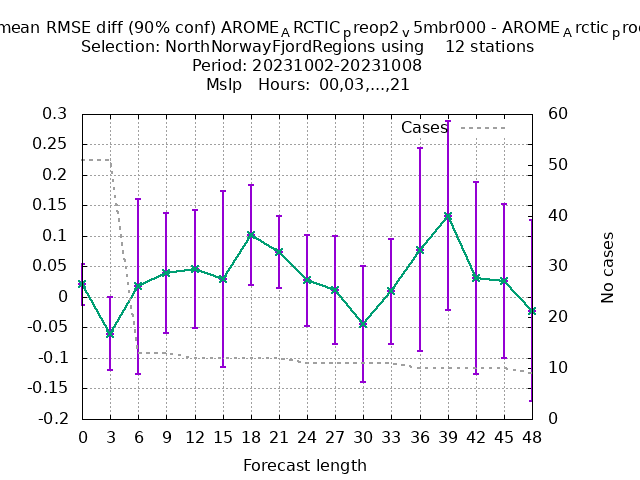 mean RMSE diff (90% conf) AROME_ARCTIC_preop2_v5mbr000 - AROME_Arctic_p
Selection: NorthNorwayFjordRegions using    12 stations
Period: 20231002-20231008
Mslp   Hours:  00,03,...,21
0.3
0.25
0.2
0.15
0.1
0.05
0
-0.05
-0.1
-0.15
-0.2
Cases
60
50
40
30
20
10
0
No cases
0 3 6 9 12 15 18 21 24 27 30 33 36 39 42 45 48
Forecast length